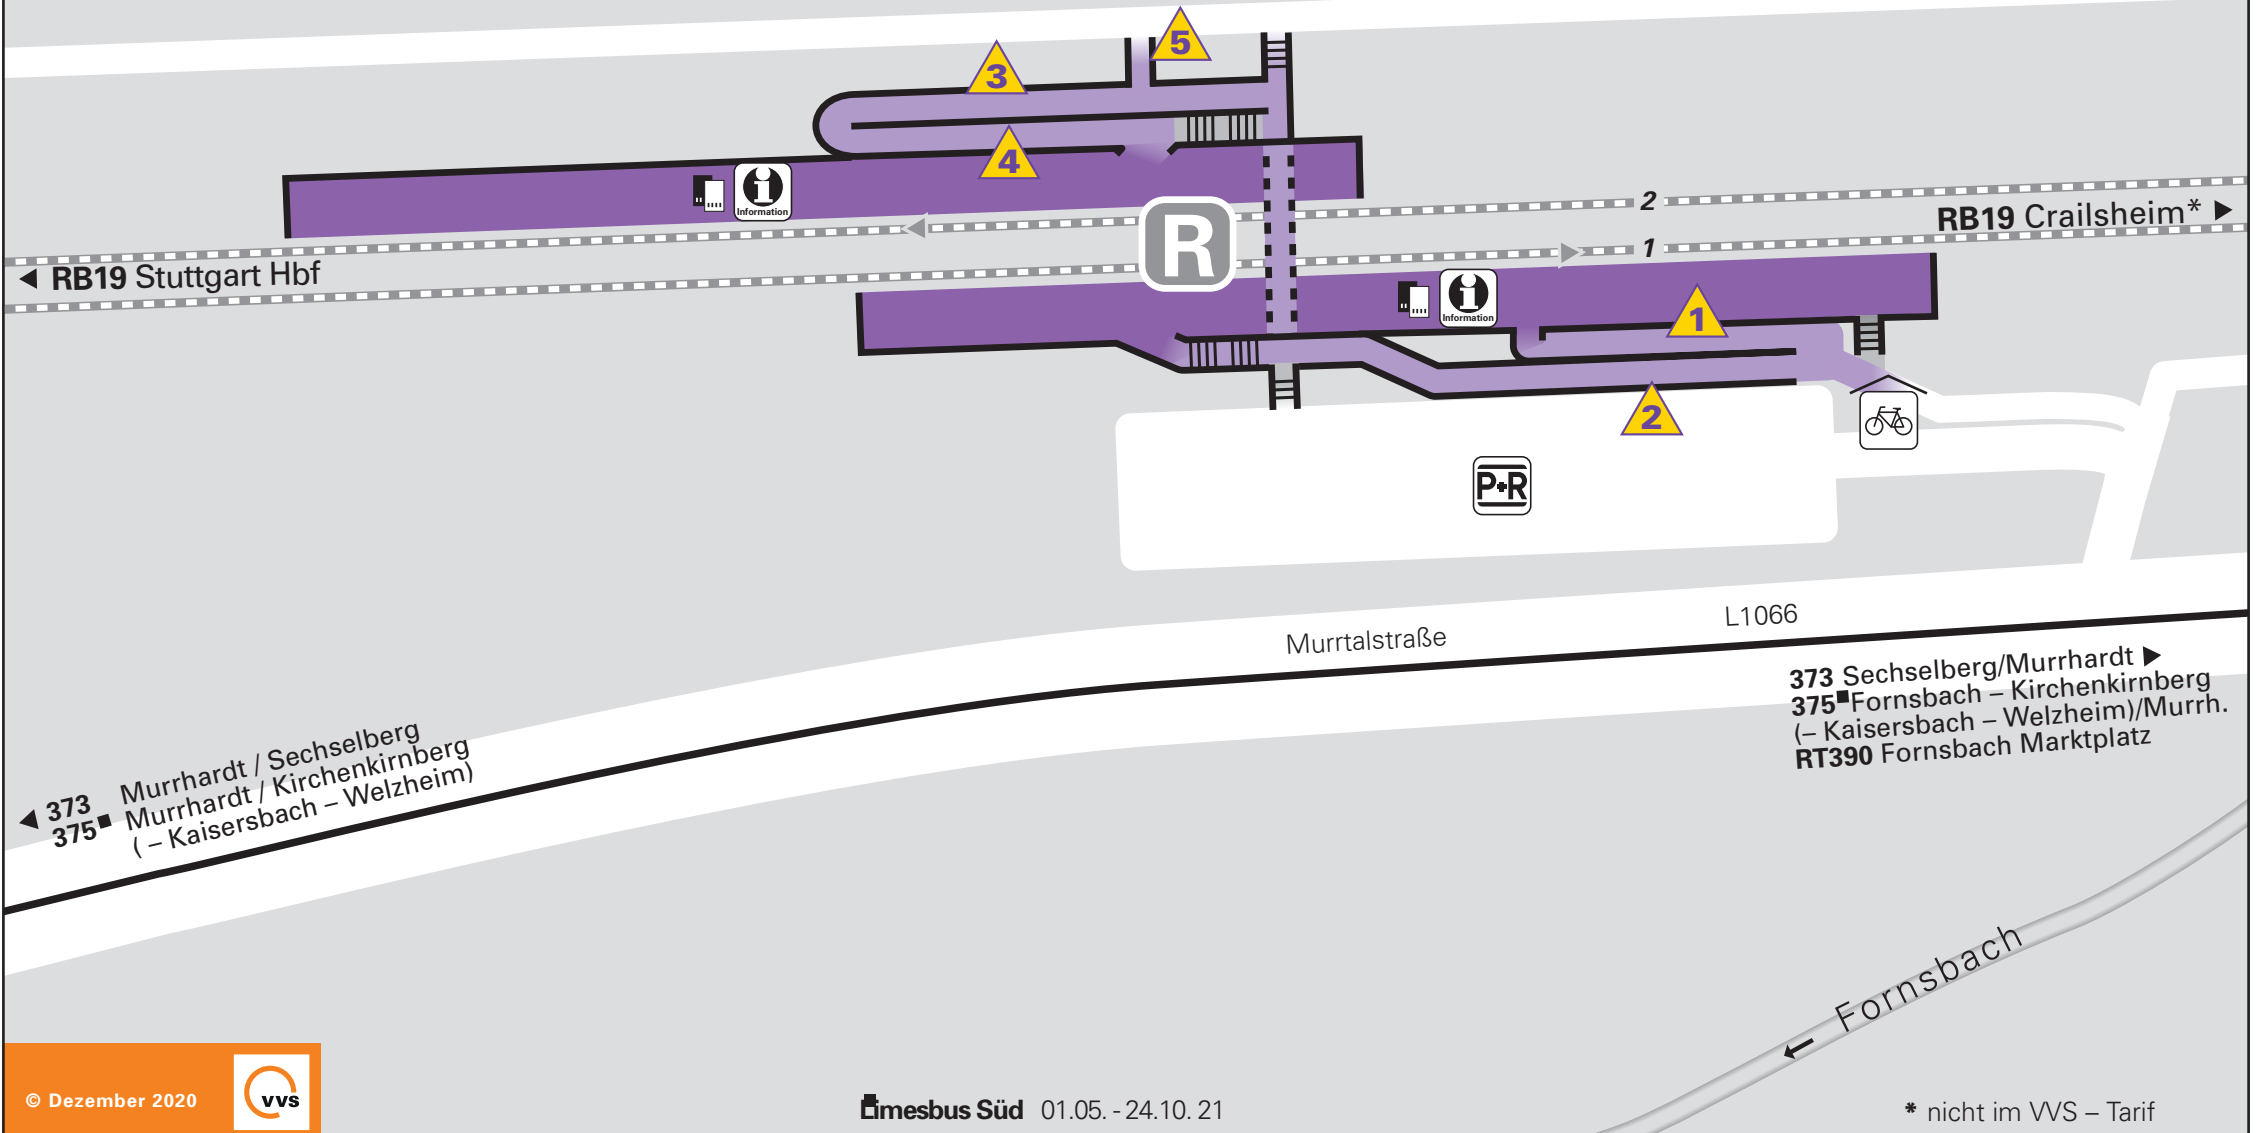 5
3
4
Information
R
2
RB19 Crailsheim*
1
RB19 Stuttgart Hbf
Information
1
2
P+R
L1066
Murrtalstraße
373 Sechselberg/Murrhardt
375 Fornsbach – Kirchenkirnberg
(– Kaisersbach – Welzheim)/Murrh.
RT390 Fornsbach Marktplatz
373 Murrhardt / Sechselberg
375 Murrhardt / Kirchenkirnberg
( – Kaisersbach – Welzheim)
Fornsbach
© Dezember 2020
VVS
Limesbus Süd 01.05. - 24.10. 21
* nicht im VVS – Tarif